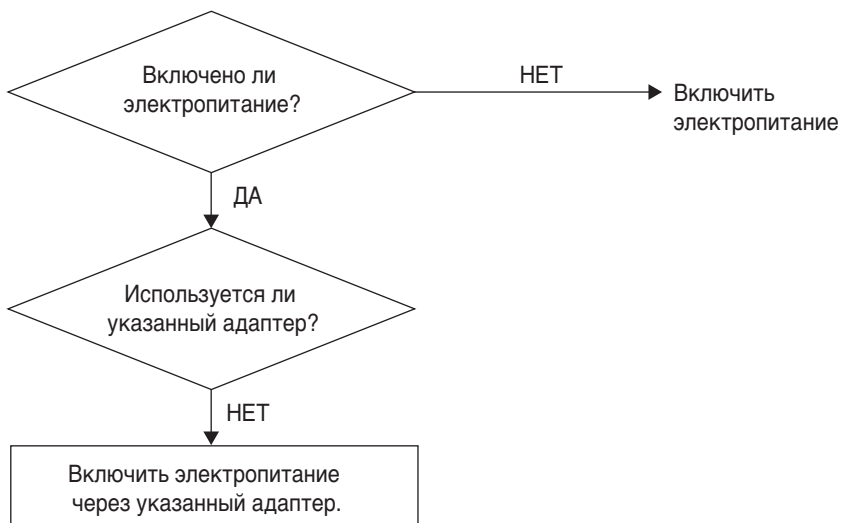 Включено ли
электропитание?
НЕТ
Включить
электропитание
ДА
Используется ли
указанный адаптер?
НЕТ
Включить электропитание
через указанный адаптер.